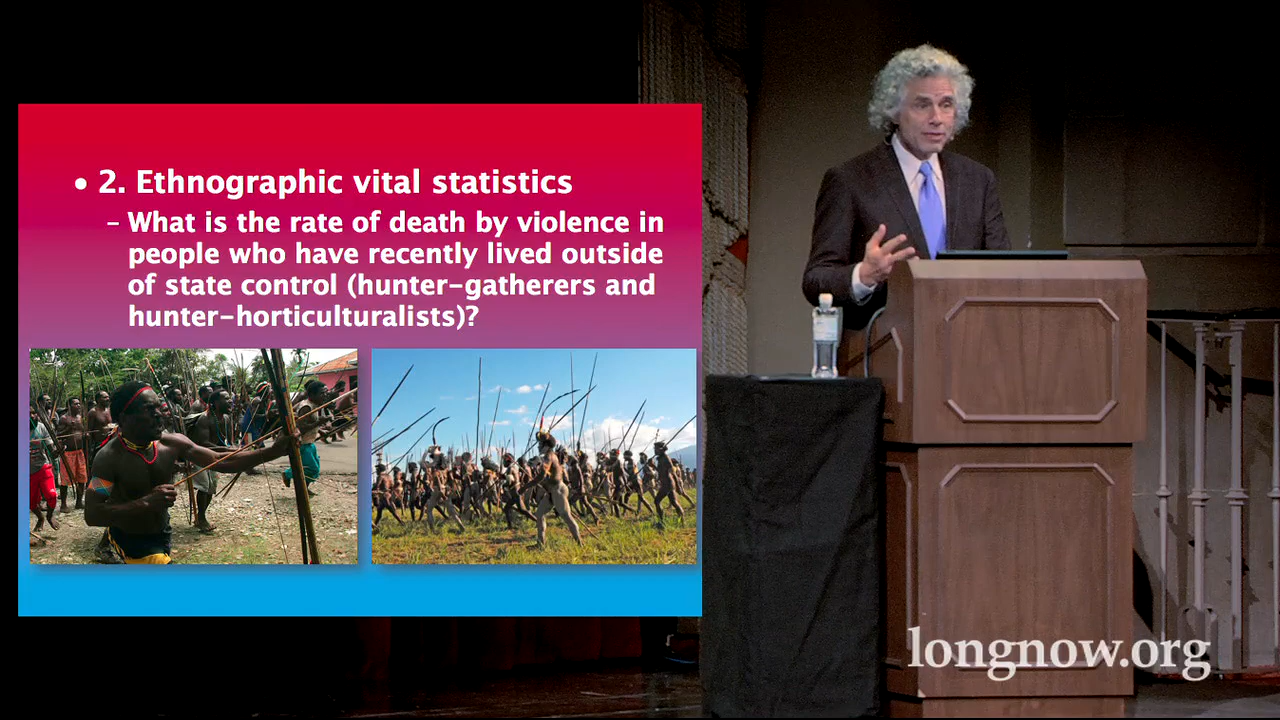 • 2. Ethnographic vital statistics
– What is the rate of death by violence in
people who have recently lived outside
of state control (hunter-gatherers and
hunter-horticulturalists)?
longnow.org